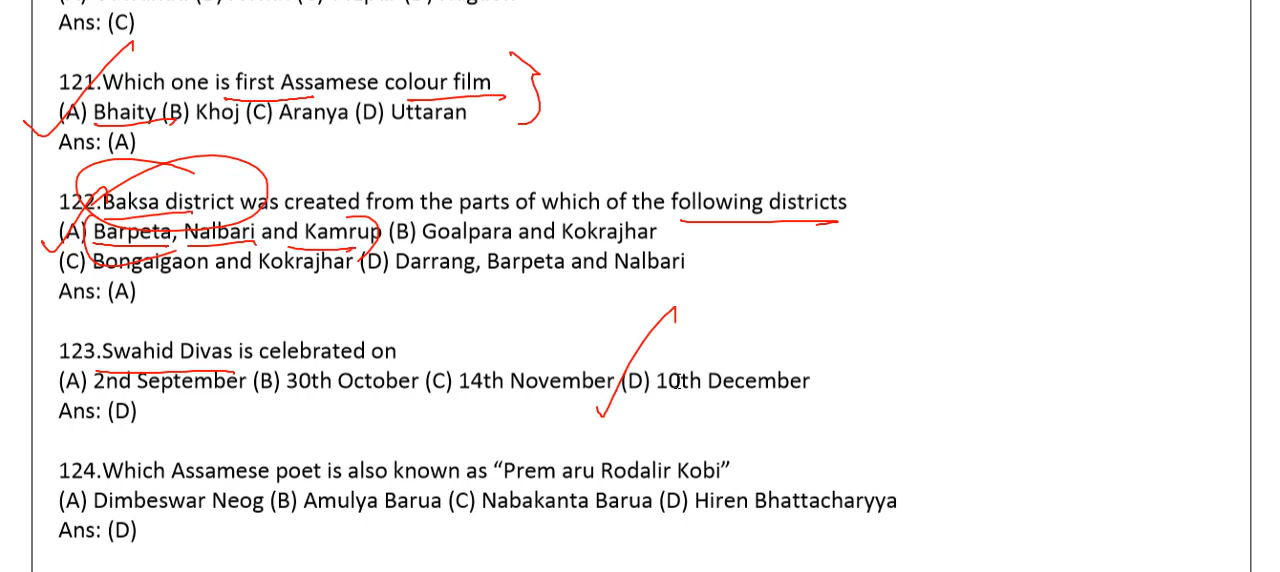 Ans: (C)
121.Which one is first Assamese colour film
(A) Bhaity (B) Khoj (C) Aranya (D) Uttaran
Ans: (A)
122.Baksa district was created from the parts of which of the following districts
(A) Barpeta, Nalbari and Kamrup (B) Goalpara and Kokrajhar
(C) Bongaigaon and Kokrajhar (D) Darrang, Barpeta and Nalbari
Ans: (A)
123.Swahid Divas is celebrated on
(A) 2nd September (B) 30th October (C) 14th November (D) 10th December
Ans: (D)
124.Which Assamese poet is also known as “Prem aru Rodalir Kobi”
(A) Dimbeswar Neog (B) Amulya Barua (C) Nabakanta Barua (D) Hiren Bhattacharyya
Ans: (D)